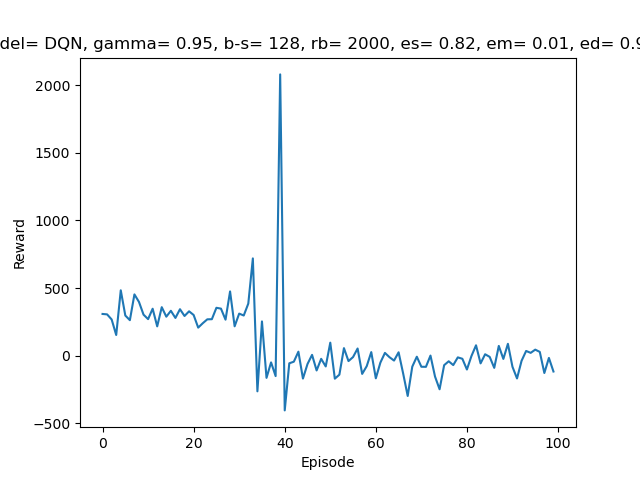 del= DQN, gamma= 0.95, b-s= 128, rb= 2000, es= 0.82, em= 0.01, ed= 0.9
2000
1500
1000
500
0
−500
Reward
0 20 40 60 80 100
Episode